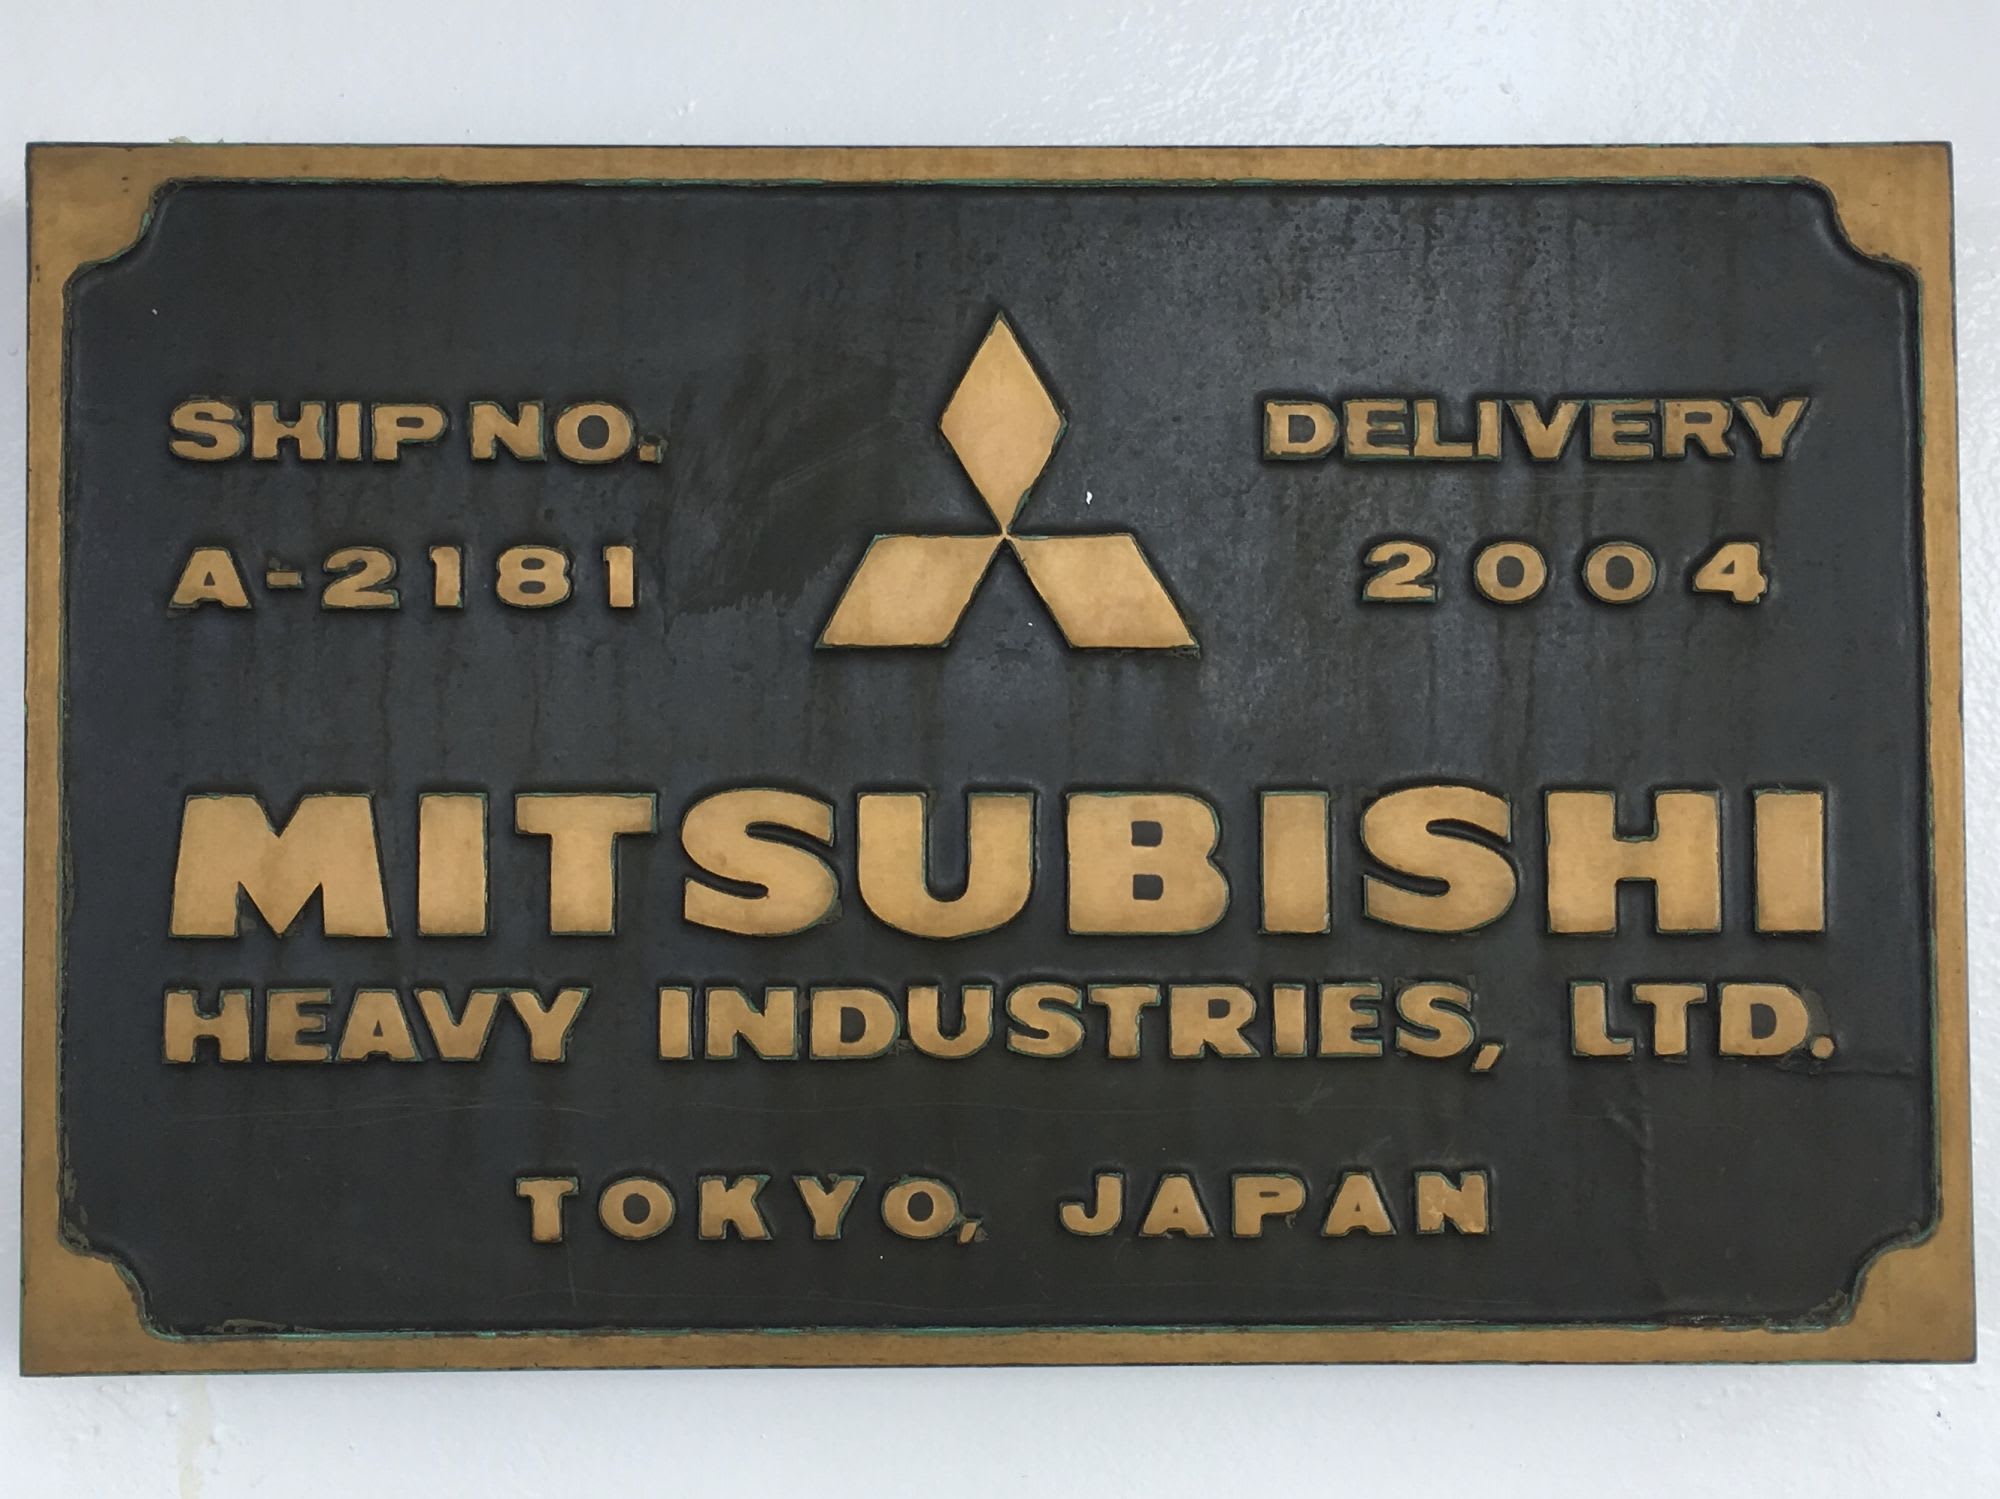 SHIP NO. DELIVERY
A-2181 2004
MITSUBISHI
HEAVY INDUSTRIES, LTD.
TOKYO, JAPAN